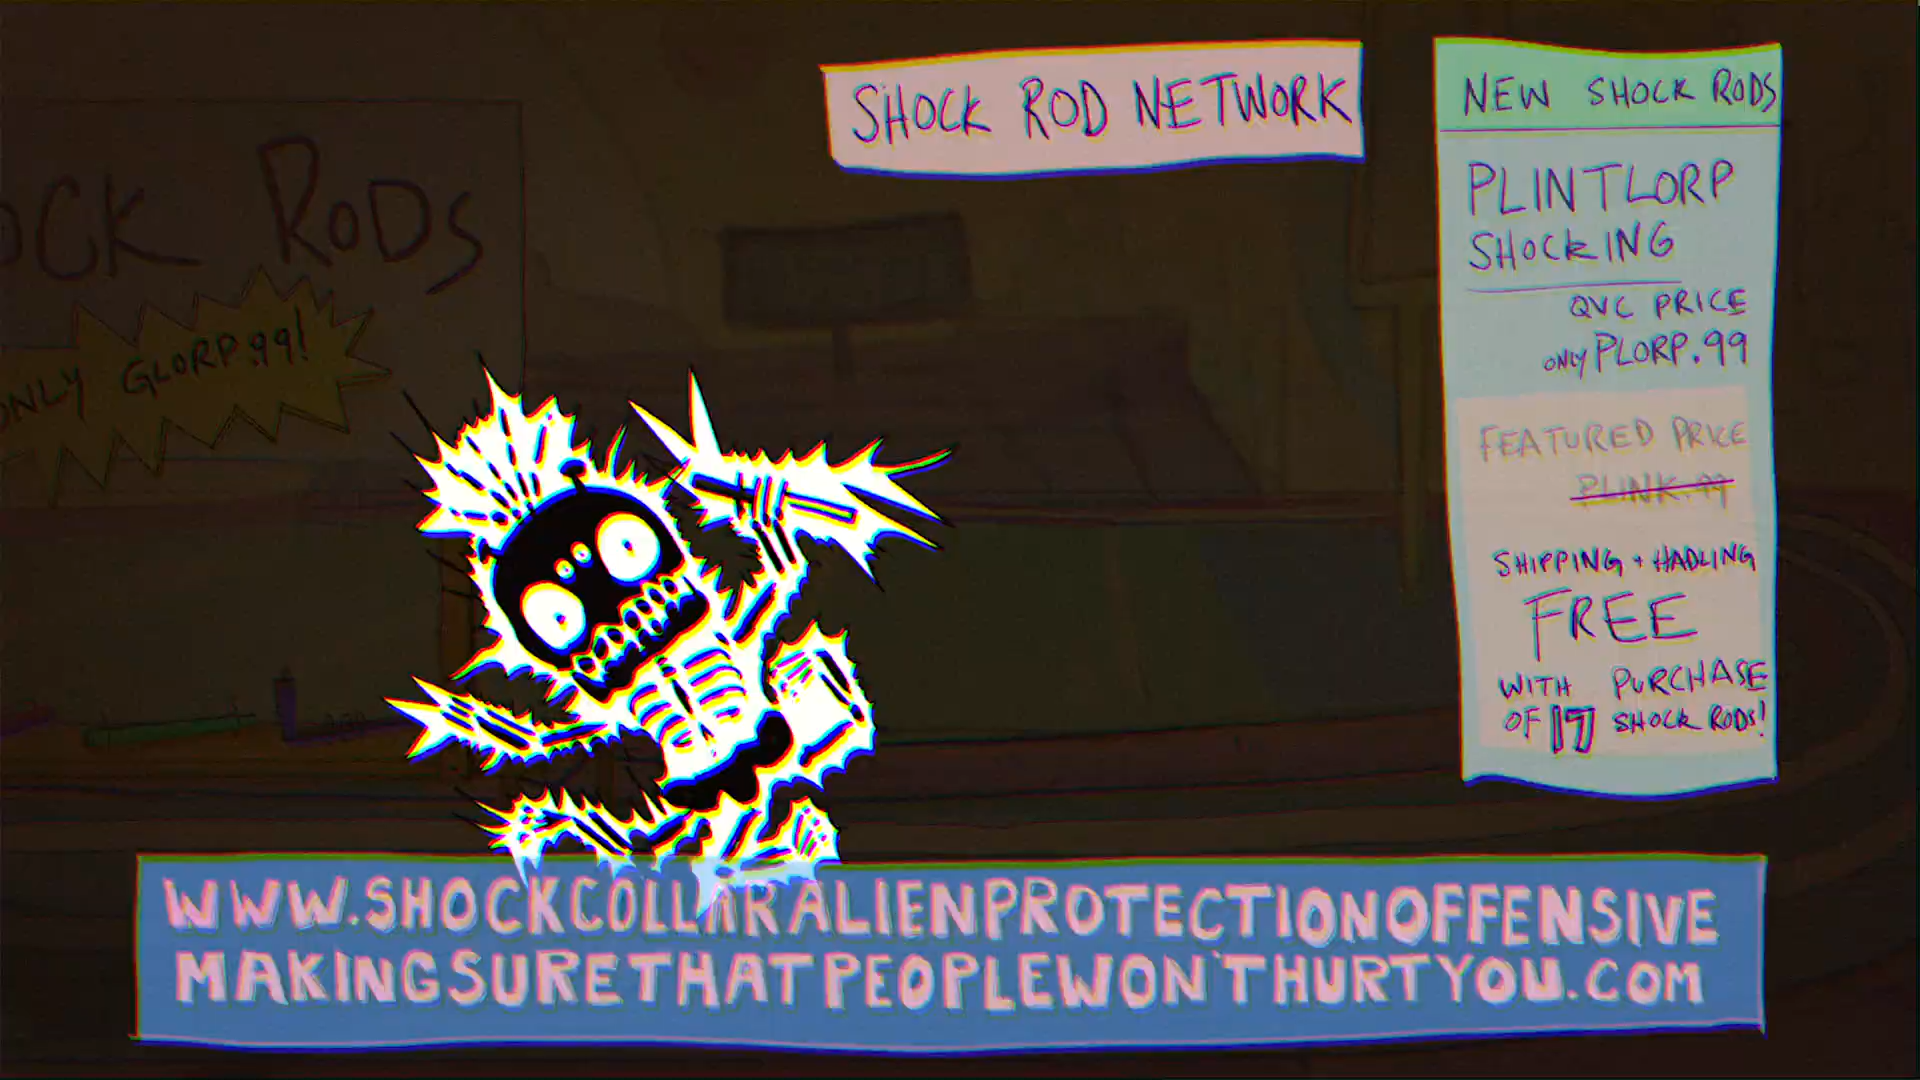 SHOCK ROD NETWORK
NEW SHOCK RODS
PLINTLORP
SHOCKING
QVC PRICE
ONLY PLORP.99
FEATURED PRICE
PLINK.99
SHIPPING + HADLING
FREE
WITH PURCHASE
OF 17 SHOCK RODS!
OCK RODS
ONLY GLORP.99!
WWW.SHOCKCOLLARALIENPROTECTIONOFFENSIVE
MAKINGSURETHATPEOPLEWON'THURTYOU.COM